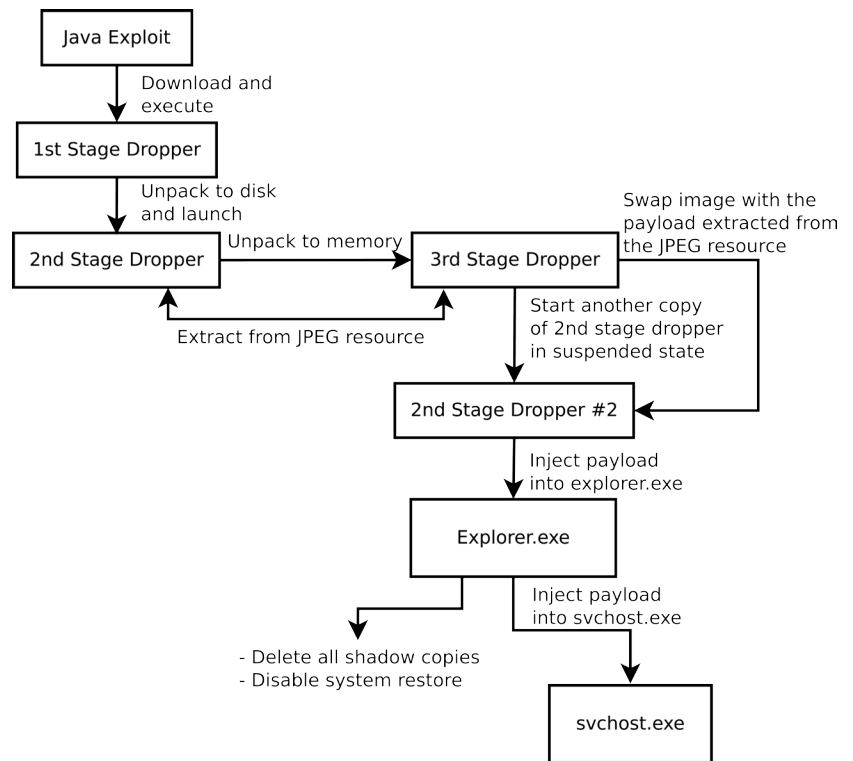 Java Exploit
Download and
execute
1st Stage Dropper
Unpack to disk
and launch
2nd Stage Dropper
Unpack to memory
3rd Stage Dropper
Swap image with the
payload extracted from
the JPEG resource
Extract from JPEG resource
Start another copy
of 2nd stage dropper
in suspended state
2nd Stage Dropper #2
Inject payload
into explorer.exe
Explorer.exe
- Delete all shadow copies
- Disable system restore
Inject payload
into svchost.exe
svchost.exe